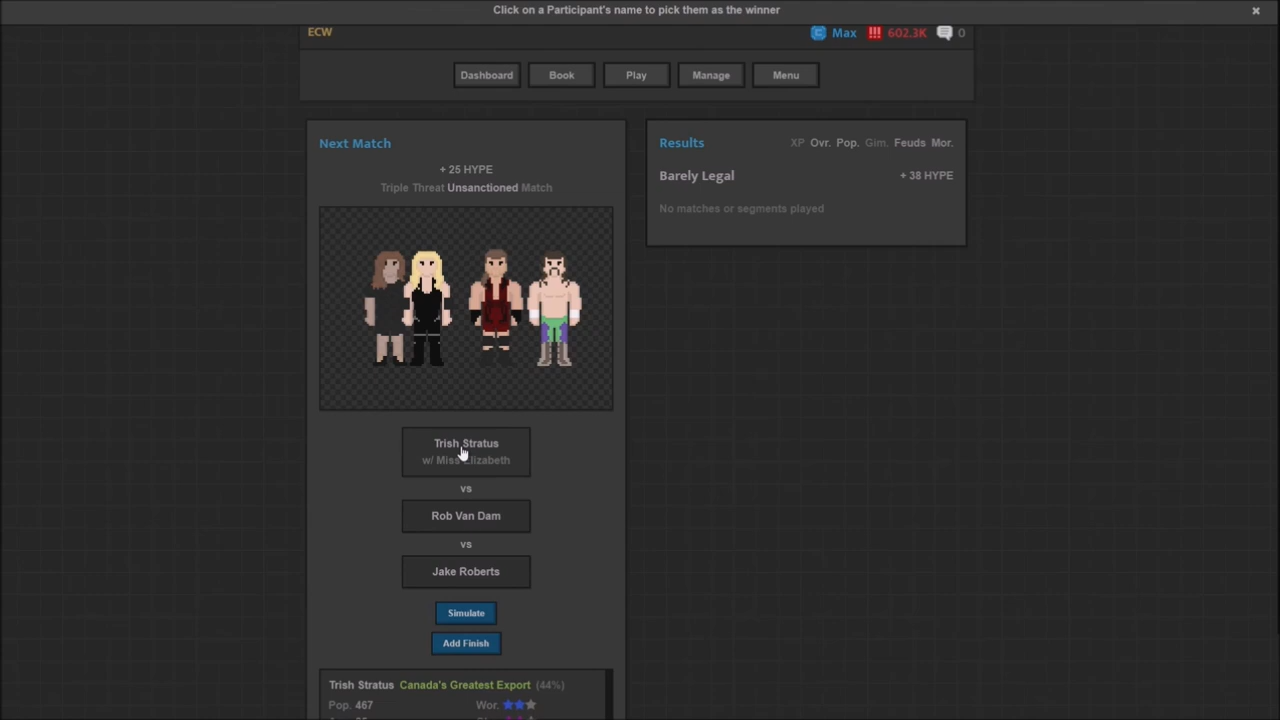 Click on a Participant's name to pick them as the winner
ECW
Max 602.3K 0
Dashboard Book Play Manage Menu
Next Match
+ 25 HYPE
Triple Threat Unsanctioned Match
Trish Stratus
w/ Miss Elizabeth
vs
Rob Van Dam
vs
Jake Roberts
Simulate
Add Finish
Trish Stratus Canada's Greatest Export (44%)
Pop. 467 Wor.
Results XP Ovr. Pop. Gim. Feuds Mor.
Barely Legal + 38 HYPE
No matches or segments played